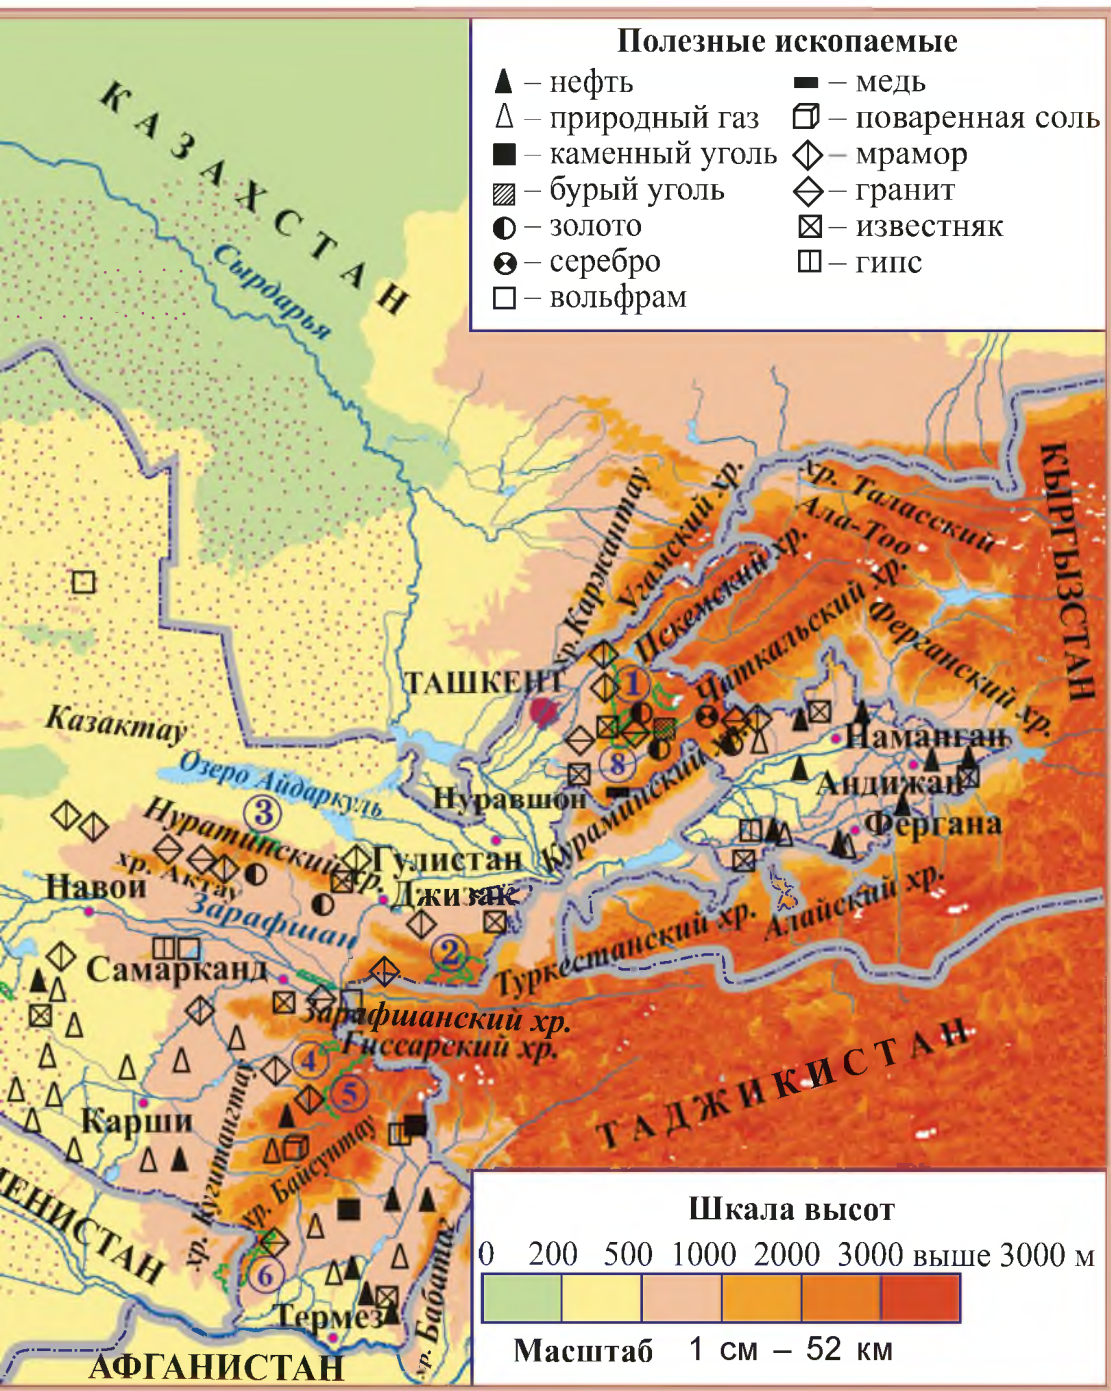 Полезные ископаемые
– нефть
– природный газ
– каменный уголь
– бурый уголь
– золото
– серебро
– вольфрам
– медь
– поваренная соль
– мрамор
– гранит
– известняк
– гипс
КАЗАХСТАН
Сырдарья
КЫРГЫЗСТАН
хр. Каржантау
Угамский хр.
хр. Таласский
Ала-Тоо
Пскемский хр.
Чаткальский хр.
Ферганский хр.
ТАШКЕНТ
1
Казактау
Наманган
Озеро Айдаркуль
8
Кураминский хр.
Андижан
Нуравшон
3
Фергана
Нуратинский хр.
Гулистан
хр. Актау
Навои
Джизак
Зарафшан
Алайский хр.
Туркестанский хр.
2
Самарканд
Зарафшанский хр.
Гиссарский хр.
4
5
ТАДЖИКИСТАН
Карши
хр. Кугитангтау
хр. Байсунтау
МЕНИСТАН
6
Термез
хр. Бабатаг
АФГАНИСТАН
Шкала высот
0 200 500 1000 2000 3000 выше 3000 м
Масштаб 1 см – 52 км